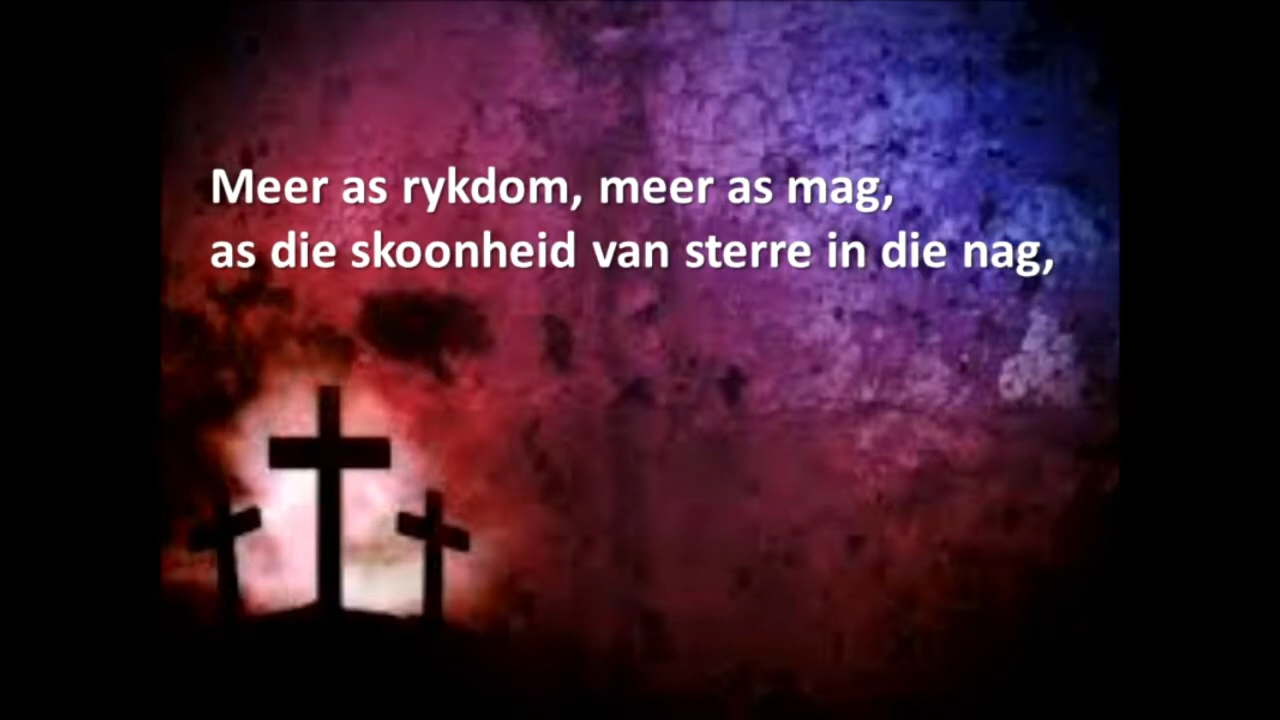 Meer as rykdom, meer as mag,
as die skoonheid van sterre in die nag,